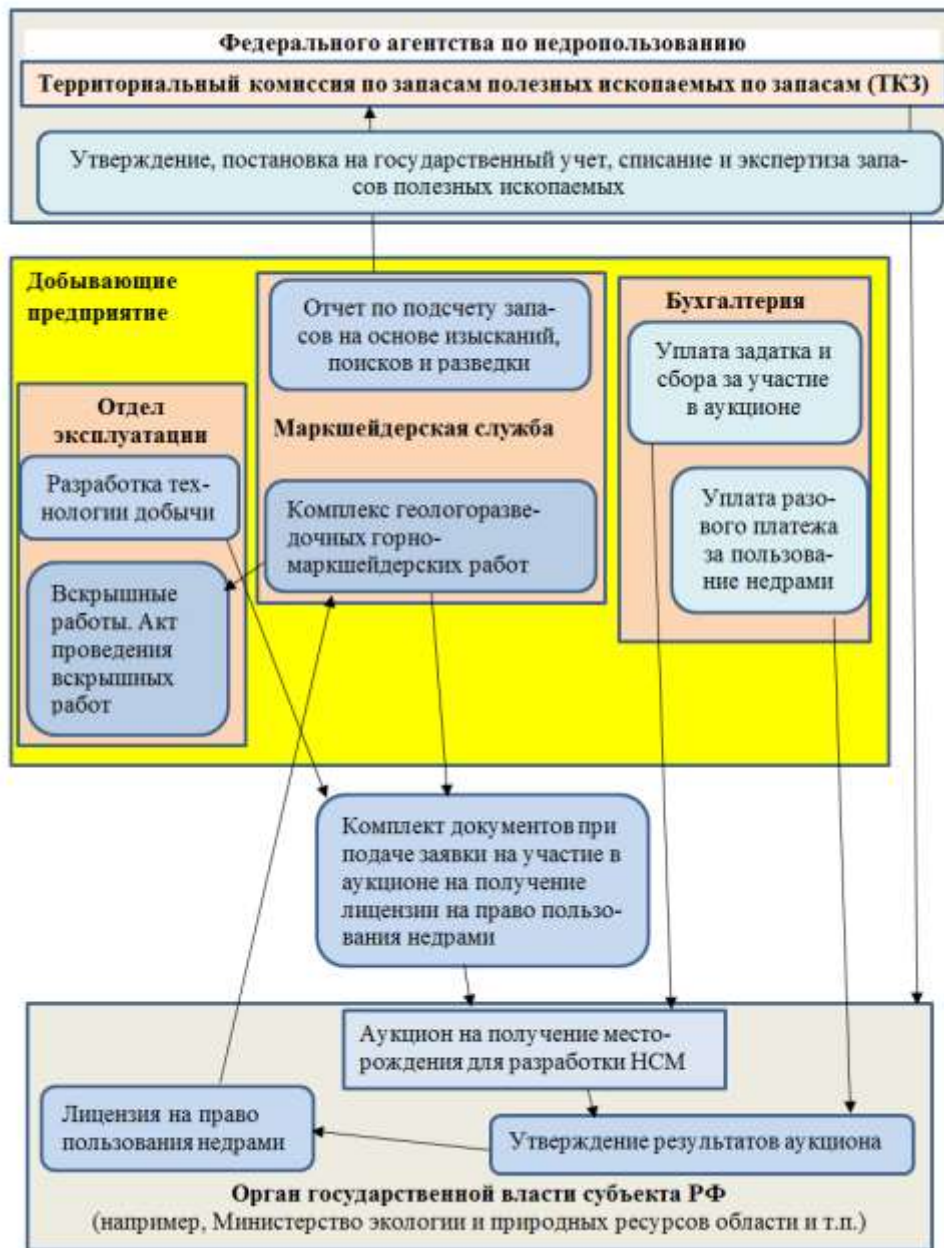 Федерального агентства по недропользованию
Территориальный комиссия по запасам полезных ископаемых по запасам (ТКЗ)
Утверждение, постановка на государственный учет, списание и экспертиза запа-
сов полезных ископаемых
Добывающие
предприятие
Отчет по подсчету запа-
сов на основе изысканий,
поисков и разведки
Маркшейдерская служба
Комплекс геологоразве-
дочных горно-
маркшейдерских работ
Бухгалтерия
Уплата задатка и
сбора за участие
в аукционе
Уплата разо-
вого платежа
за пользова-
ние недрами
Отдел
эксплуатации
Разработка тех-
нологии добычи
Вскрышные
работы. Акт
проведения
вскрышных
работ
Комплект документов при
подаче заявки на участие в
аукционе на получение
лицензии на право пользо-
вания недрами
Аукцион на получение место-
рождения для разработки НСМ
Лицензия на право
пользования недрами
Утверждение результатов аукциона
Орган государственной власти субъекта РФ
(например, Министерство экологии и природных ресурсов области и т.п.)